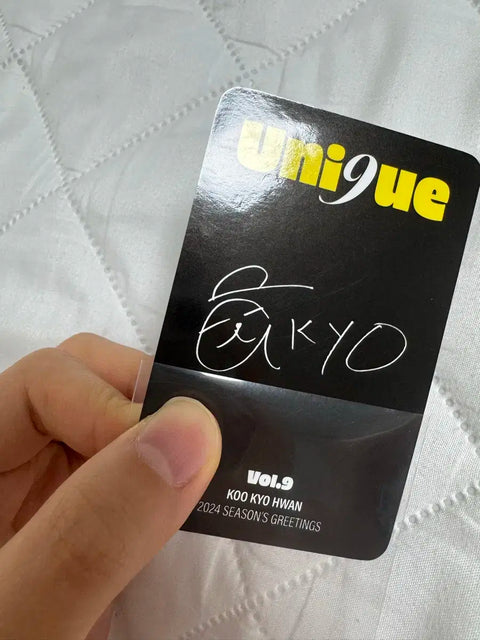 uni9ue
KYO
Vol.9
KOO KYO HWAN
2024 SEASON'S GREETINGS